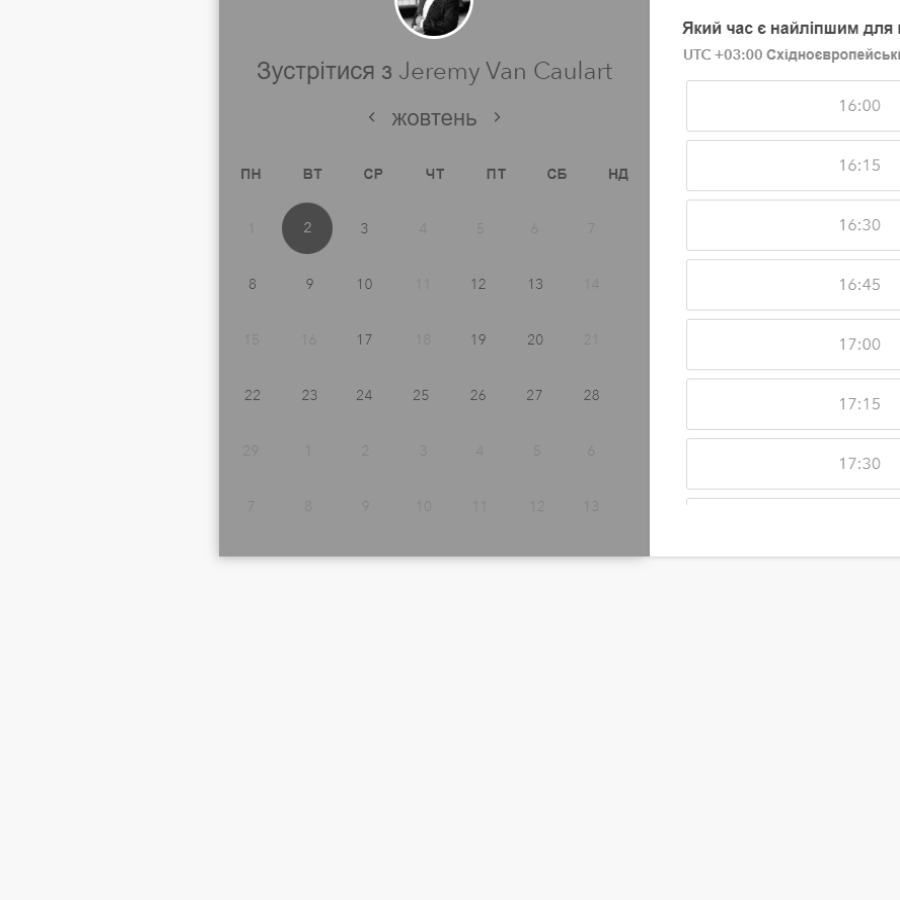 Зустрітися з Jeremy Van Caulart
‹ жовтень ›
ПН ВТ СР ЧТ ПТ СБ НД
1 2 3 4 5 6 7
8 9 10 11 12 13 14
15 16 17 18 19 20 21
22 23 24 25 26 27 28
29 1 2 3 4 5 6
7 8 9 10 11 12 13
Який час є найліпшим для
UTC +03:00 Східноєвропейськ
16:00
16:15
16:30
16:45
17:00
17:15
17:30